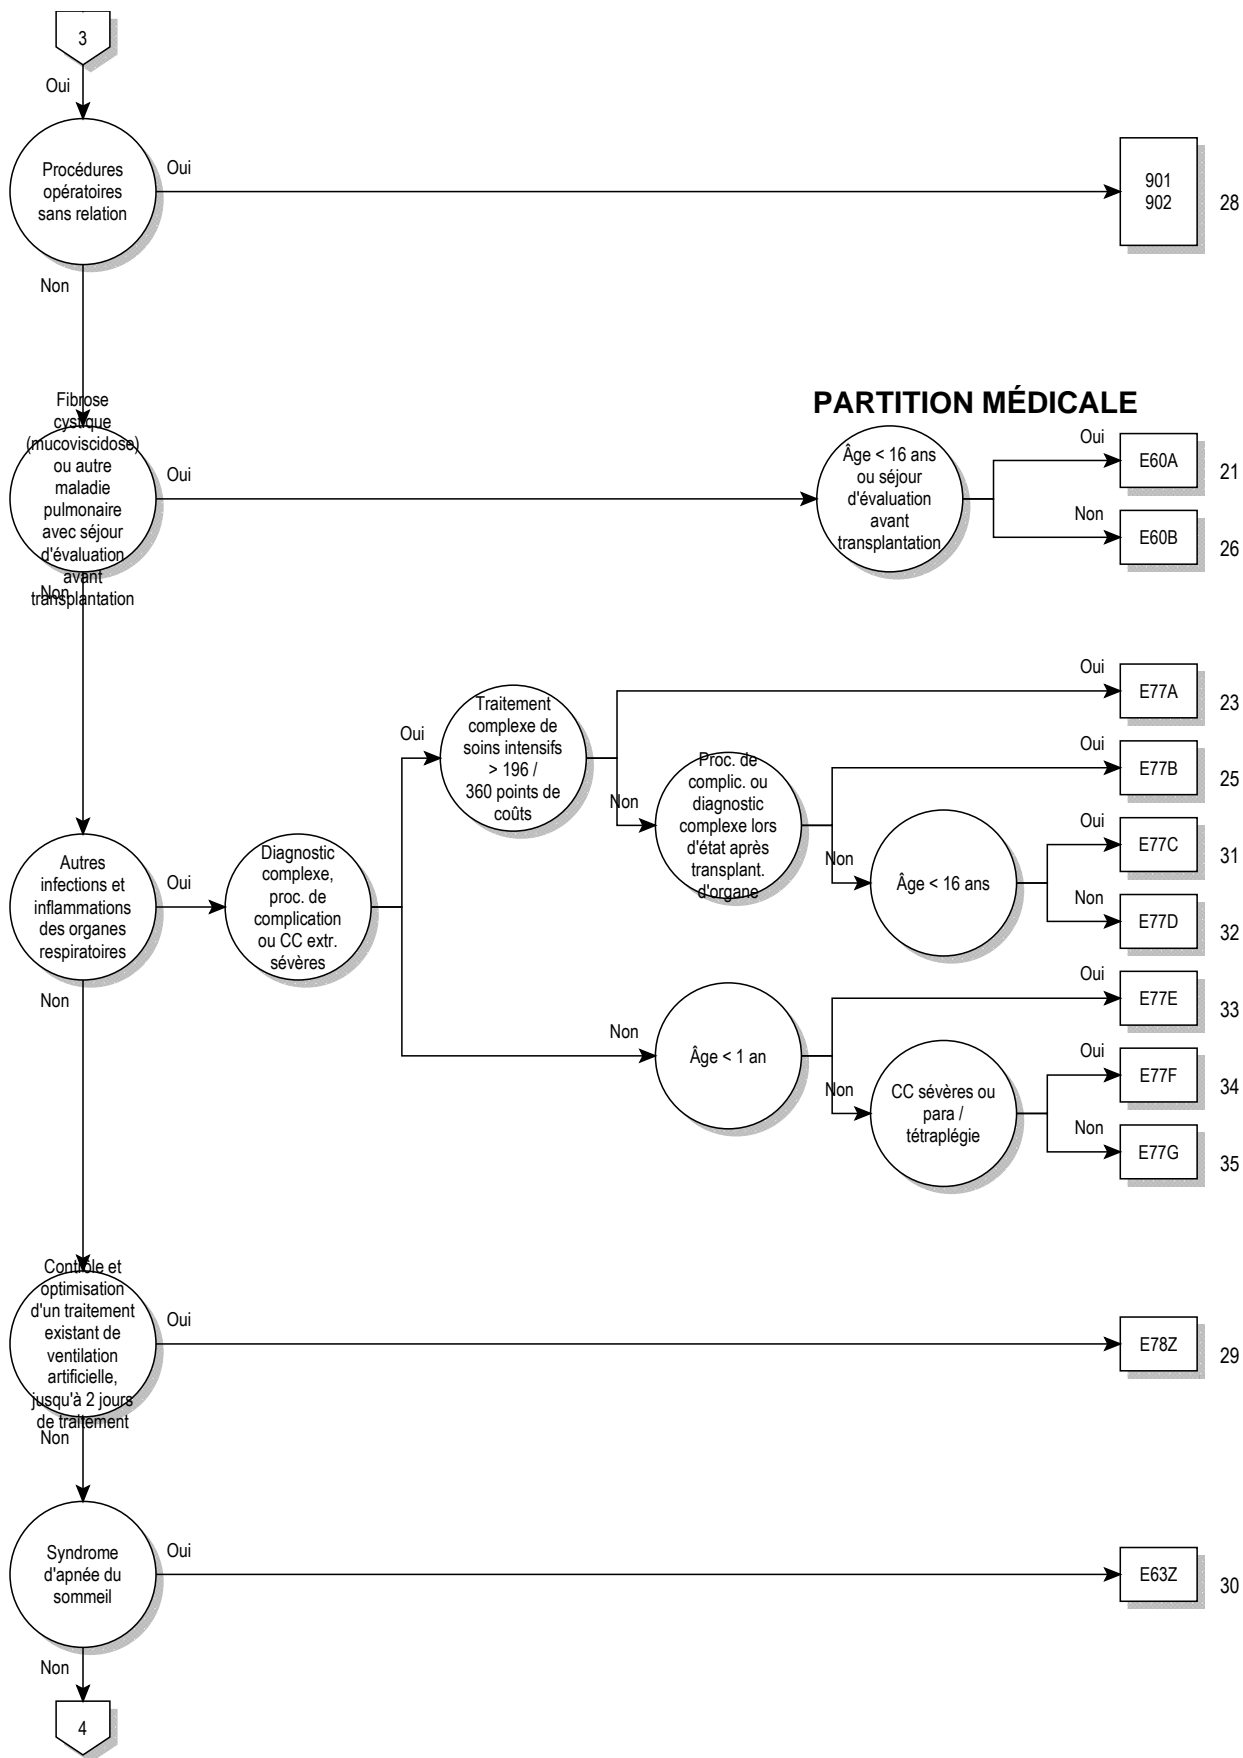 3
Oui
Procédures
opératoires
sans relation
Oui
901
902
28
Non
PARTITION MÉDICALE
Fibrose
cystique
(mucoviscidose)
ou autre
maladie
pulmonaire
avec séjour
d'évaluation
avant
transplantation
Oui
Âge < 16 ans
ou séjour
d'évaluation
avant
transplantation
Oui
E60A
21
Non
E60B
26
Non
Autres
infections et
inflammations
des organes
respiratoires
Oui
Diagnostic
complexe,
proc. de
complication
ou CC extr.
sévères
Oui
Traitement
complexe de
soins intensifs
> 196 /
360 points de
coûts
Oui
E77A
23
Non
Proc. de
complic. ou
diagnostic
complexe lors
d'état après
transplant.
d'organe
Oui
E77B
25
Non
Âge < 16 ans
Oui
E77C
31
Non
E77D
32
Non
Âge < 1 an
Oui
E77E
33
Non
CC sévères ou
para /
tétraplégie
Oui
E77F
34
Non
E77G
35
Non
Contrôle et
optimisation
d'un traitement
existant de
ventilation
artificielle,
jusqu'à 2 jours
de traitement
Oui
E78Z
29
Non
Syndrome
d'apnée du
sommeil
Oui
E63Z
30
Non
4